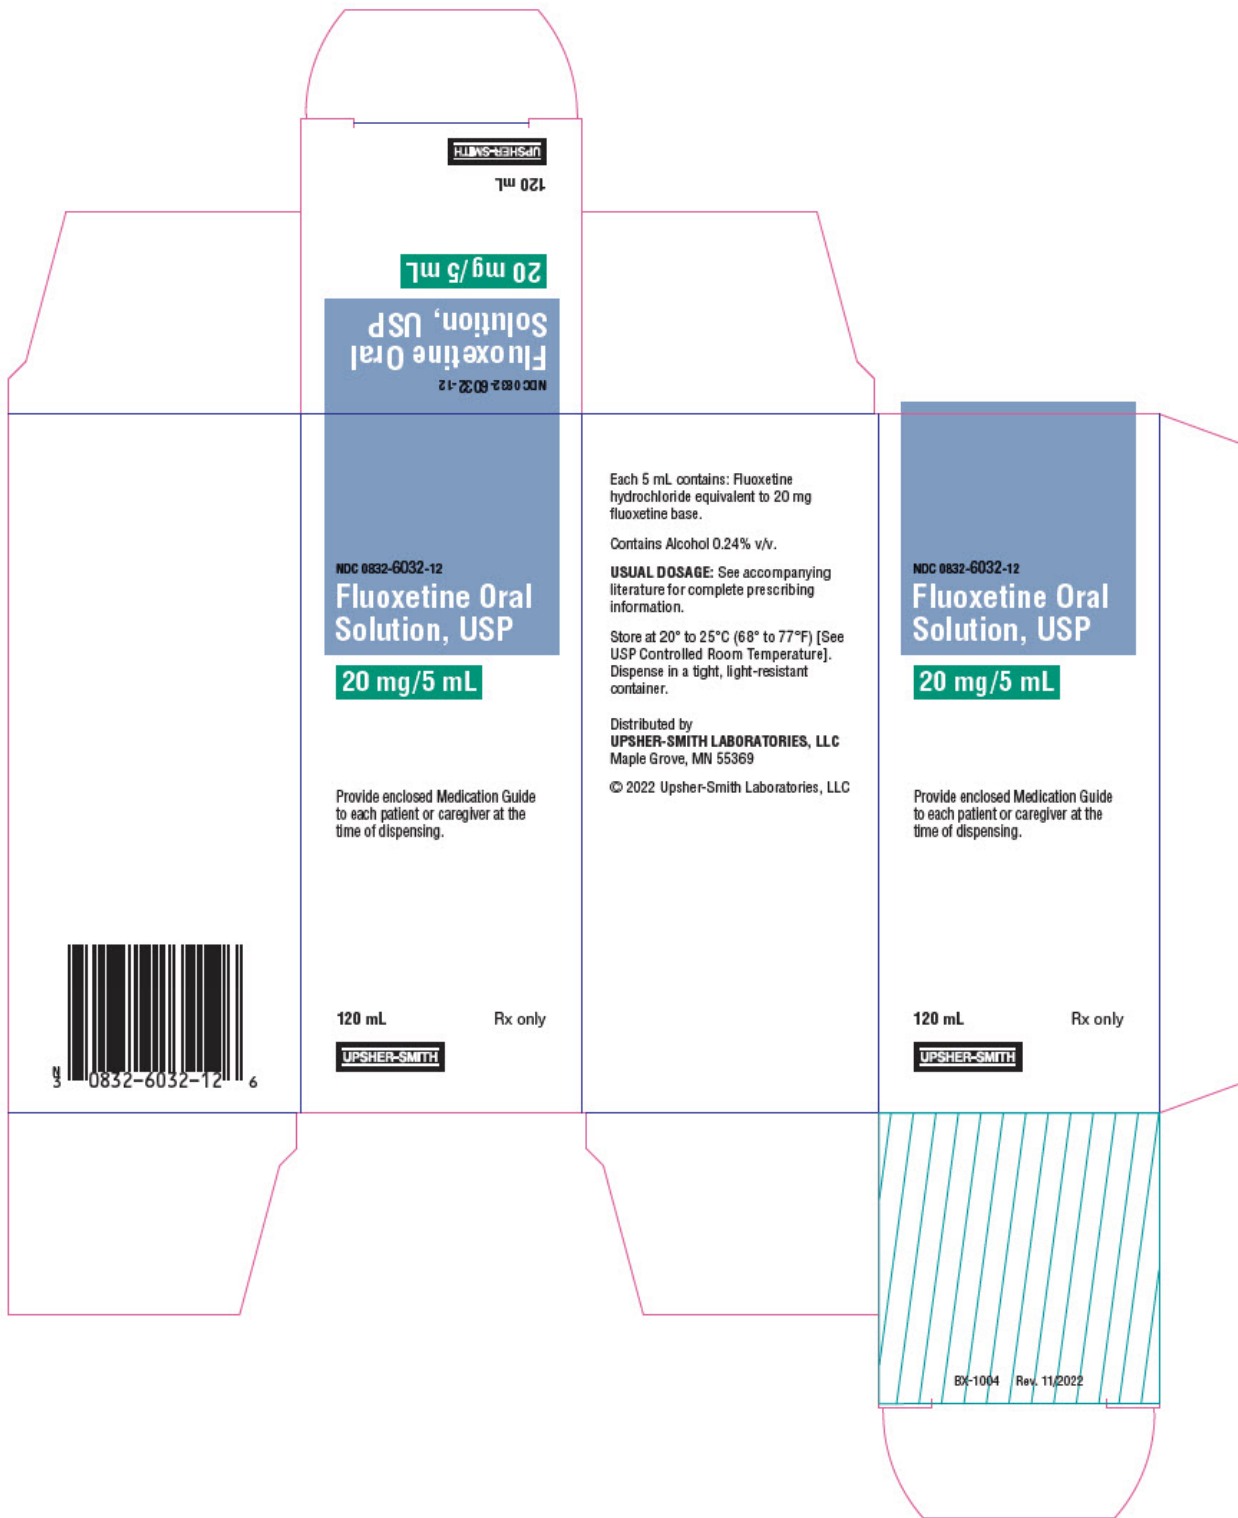 UPSHER-SMITH
120 mL
20 mg/5 mL
Solution, USP
Fluoxetine Oral
NDC 0832-6032-12
NDC 0832-6032-12
Fluoxetine Oral
Solution, USP
20 mg/5 mL
Provide enclosed Medication Guide
to each patient or caregiver at the
time of dispensing.
120 mL Rx only
UPSHER-SMITH
Each 5 mL contains: Fluoxetine
hydrochloride equivalent to 20 mg
fluoxetine base.
Contains Alcohol 0.24% v/v.
USUAL DOSAGE: See accompanying
literature for complete prescribing
information.
Store at 20° to 25°C (68° to 77°F) [See
USP Controlled Room Temperature].
Dispense in a tight, light-resistant
container.
Distributed by
UPSHER-SMITH LABORATORIES, LLC
Maple Grove, MN 55369
© 2022 Upsher-Smith Laboratories, LLC
NDC 0832-6032-12
Fluoxetine Oral
Solution, USP
20 mg/5 mL
Provide enclosed Medication Guide
to each patient or caregiver at the
time of dispensing.
120 mL Rx only
UPSHER-SMITH
N
3 0832-6032-12 6
BX-1004 Rev. 11/2022